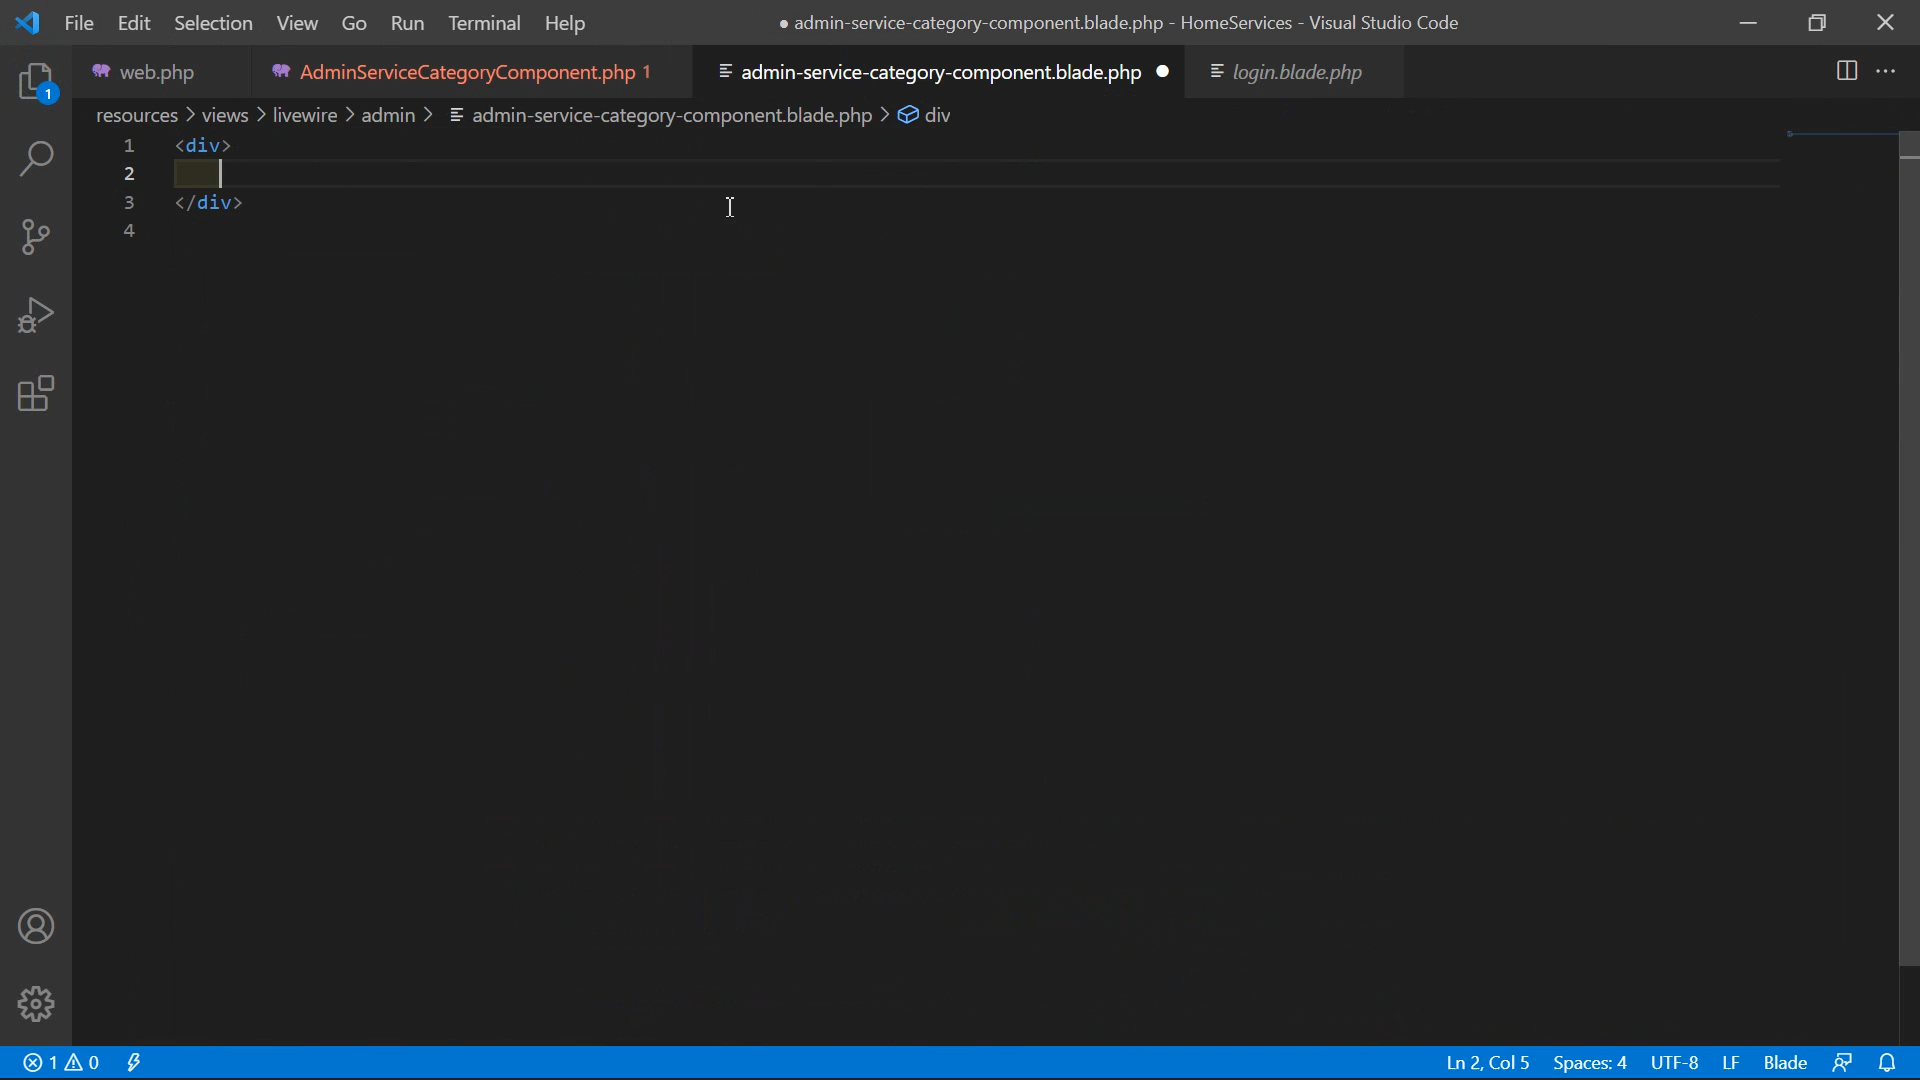 File Edit Selection View Go Run Terminal Help ● admin-service-category-component.blade.php - HomeServices - Visual Studio Code
1 web.php AdminServiceCategoryComponent.php 1 admin-service-category-component.blade.php ● login.blade.php ···
resources > views > livewire > admin > admin-service-category-component.blade.php > div
1 <div>
2
3 </div>
4
1 0 Ln 2, Col 5 Spaces: 4 UTF-8 LF Blade